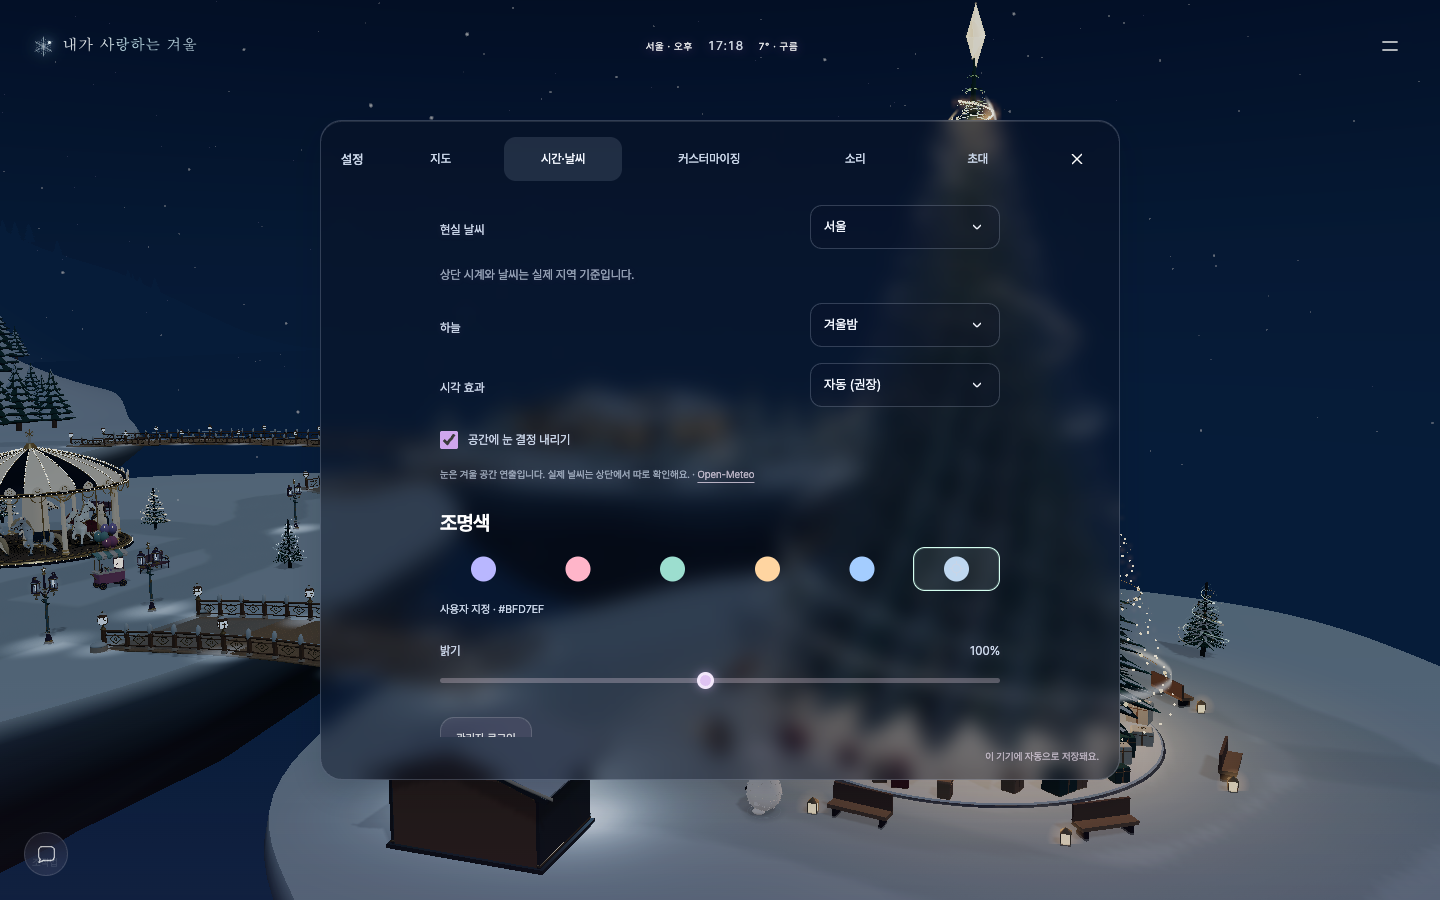 내가 사랑하는 겨울
서울 · 오후 17:18 7° · 구름
설정 지도 시간·날씨 커스터마이징 소리 초대
현실 날씨 서울
상단 시계와 날씨는 실제 지역 기준입니다.
하늘 겨울밤
시각 효과 자동 (권장)
공간에 눈 결정 내리기
눈은 겨울 공간 연출입니다. 실제 날씨는 상단에서 따로 확인해요. · Open-Meteo
조명색
사용자 지정 · #BFD7EF
밝기 100%
이 기기에 자동으로 저장돼요.